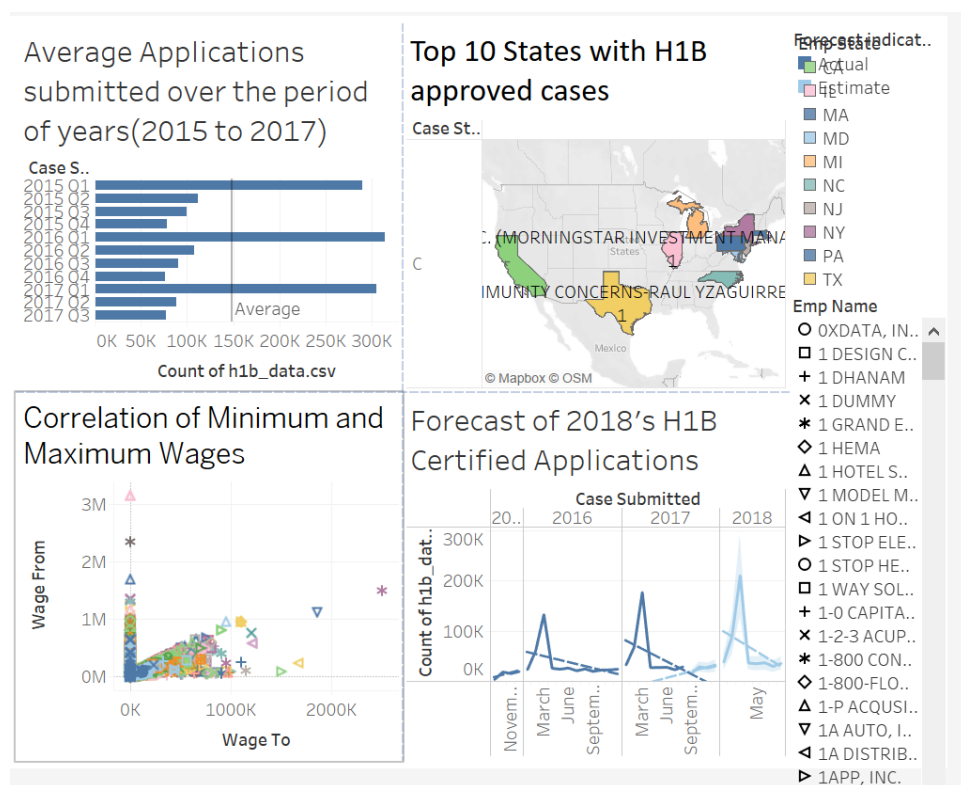 Average Applications
submitted over the period
of years(2015 to 2017)
Case S..
2015 Q1
2015 Q2
2015 Q3
2015 Q4
2016 Q1
2016 Q2
2016 Q3
2016 Q4
2017 Q1
2017 Q2
2017 Q3
Average
0K 50K 100K 150K 200K 250K 300K
Count of h1b_data.csv
Top 10 States with H1B
approved cases
Case St..
C
C. (MORNINGSTAR INVESTMENT MANA
United
States
1
IMUNITY CONCERNS-RAUL YZAGUIRRE
1
Mexico
© Mapbox © OSM
Correlation of Minimum and
Maximum Wages
Wage From
3M
2M
1M
0M
0K 1000K 2000K
Wage To
Forecast of 2018's H1B
Certified Applications
Case Submitted
20.. 2016 2017 2018
Count of h1b_dat..
300K
200K
100K
0K
Novem.. March June Septem.. March June Septem.. May
Forecast indicat..
Emp State
Actual
CA
Estimate
IL
MA
MD
MI
NC
NJ
NY
PA
TX
Emp Name
0XDATA, IN..
1 DESIGN C..
1 DHANAM
1 DUMMY
1 GRAND E..
1 HEMA
1 HOTEL S..
1 MODEL M..
1 ON 1 HO..
1 STOP ELE..
1 STOP HE..
1 WAY SOL..
1-0 CAPITA..
1-2-3 ACUP..
1-800 CON..
1-800-FLO..
1-P ACQUSI..
1A AUTO, I..
1A DISTRIB..
1APP, INC.